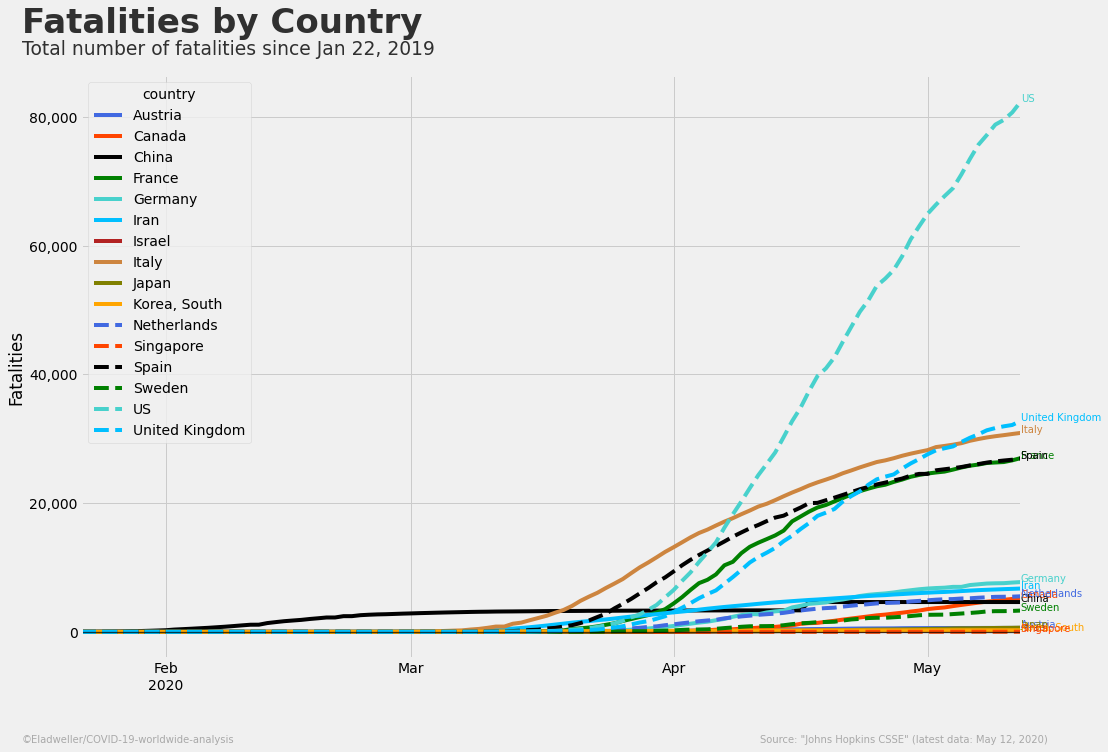 Fatalities by Country
Total number of fatalities since Jan 22, 2019
country
Austria
Canada
China
France
Germany
Iran
Israel
Italy
Japan
Korea, South
Netherlands
Singapore
Spain
Sweden
US
United Kingdom
Fatalities
80,000
60,000
40,000
20,000
0
Feb
2020
Mar
Apr
May
US
United Kingdom
Italy
Spain
Germany
Iran
Netherlands
China
Sweden
Austria
South
Singapore
©Eladweller/COVID-19-worldwide-analysis
Source: "Johns Hopkins CSSE" (latest data: May 12, 2020)